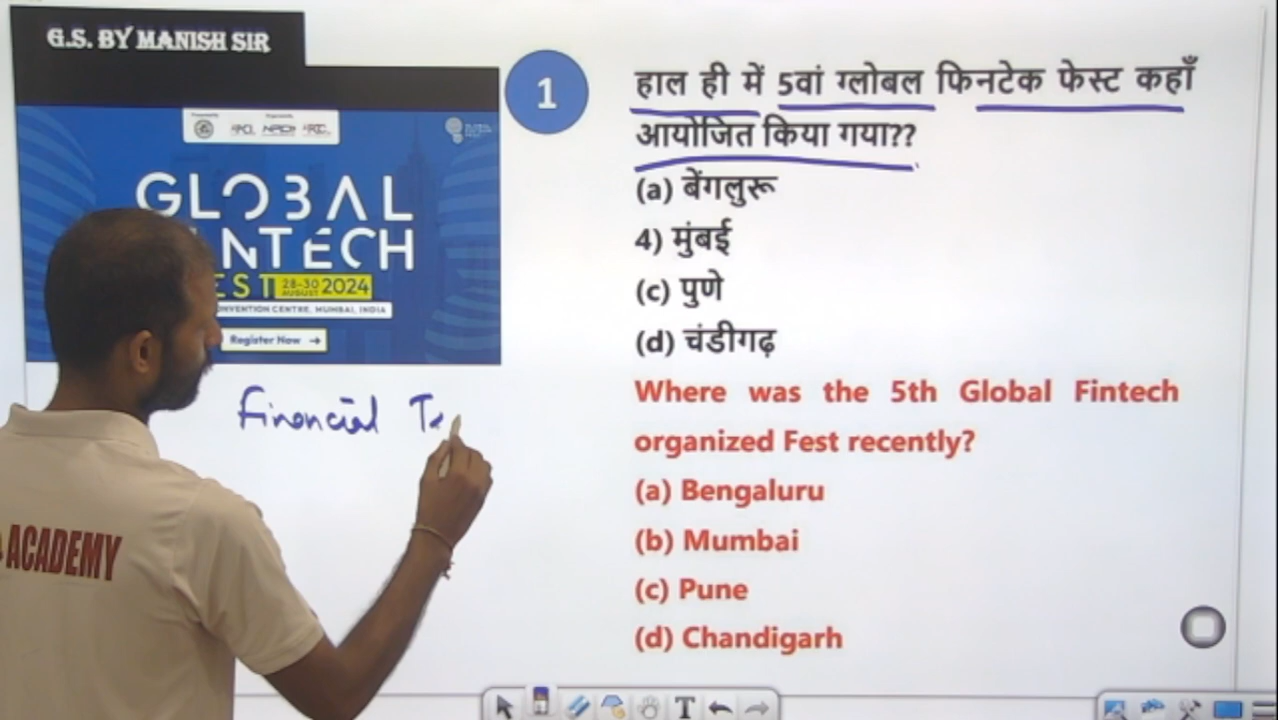 G.S. BY MANISH SIR
GLOBAL
28-30 AUGUST 2024
CONVENTION CENTRE, MUMBAI, INDIA
Register Now →
Financial Te
ACADEMY
1
हाल ही में 5वां ग्लोबल फिनटेक फेस्ट कहाँ
आयोजित किया गया??
(a) बेंगलुरू
4) मुंबई
(c) पुणे
(d) चंडीगढ़
Where was the 5th Global Fintech
organized Fest recently?
(a) Bengaluru
(b) Mumbai
(c) Pune
(d) Chandigarh
T